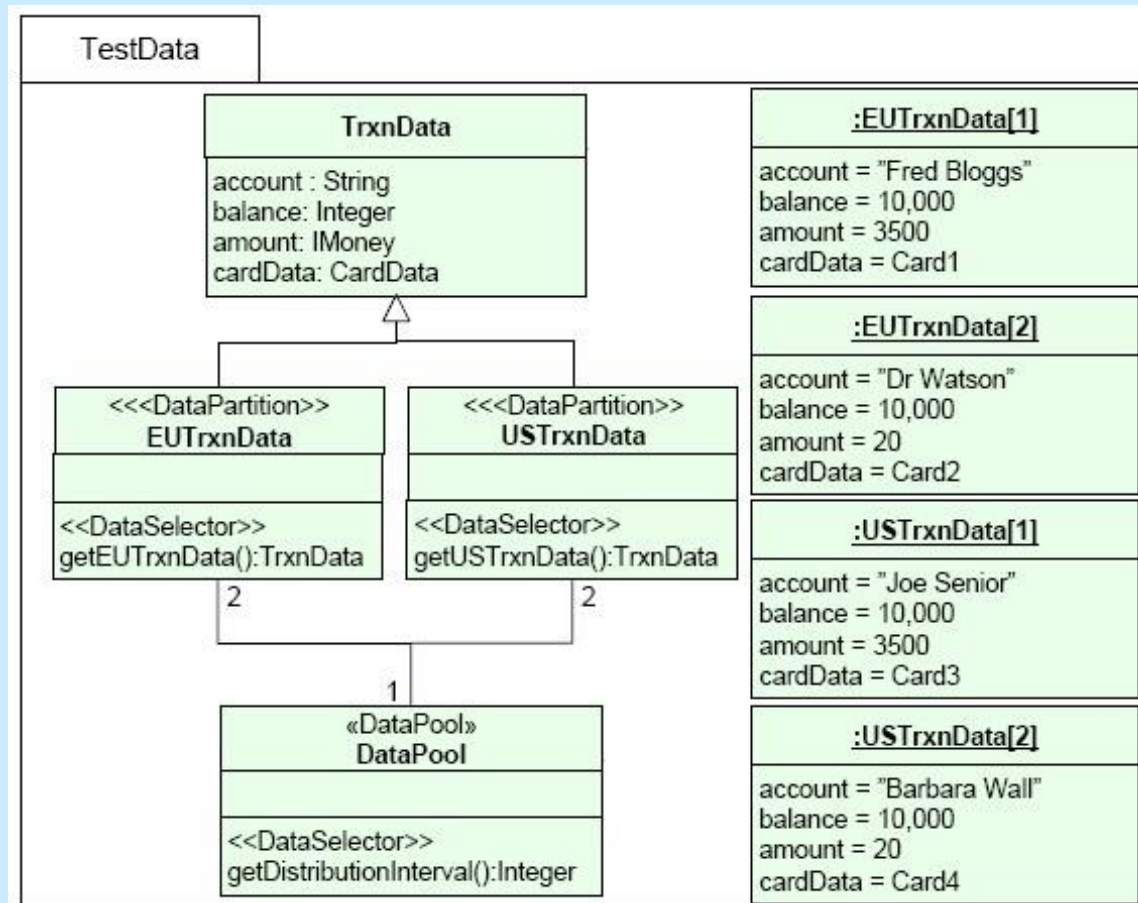 TestData
TrxnData
account : String
balance: Integer
amount: IMoney
cardData: CardData
<<<DataPartition>>
EUTrxnData
<<DataSelector>>
getEUTrxnData():TrxnData
2
<<<DataPartition>>
USTrxnData
<<DataSelector>>
getUSTrxnData():TrxnData
2
1
«DataPool»
DataPool
<<DataSelector>>
getDistributionInterval():Integer
:EUTrxnData[1]
account = ”Fred Bloggs”
balance = 10,000
amount = 3500
cardData = Card1
:EUTrxnData[2]
account = ”Dr Watson”
balance = 10,000
amount = 20
cardData = Card2
:USTrxnData[1]
account = ”Joe Senior”
balance = 10,000
amount = 3500
cardData = Card3
:USTrxnData[2]
account = ”Barbara Wall”
balance = 10,000
amount = 20
cardData = Card4